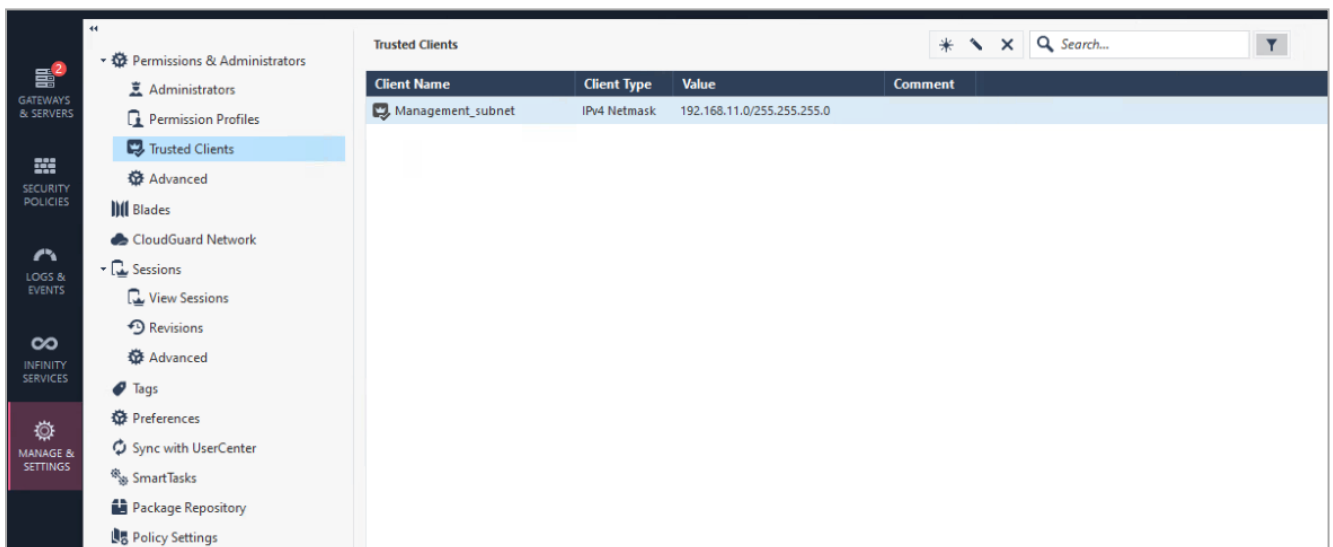 2
GATEWAYS
& SERVERS
SECURITY
POLICIES
LOGS &
EVENTS
INFINITY
SERVICES
MANAGE &
SETTINGS
Permissions & Administrators
Administrators
Permission Profiles
Trusted Clients
Advanced
Blades
CloudGuard Network
Sessions
View Sessions
Revisions
Advanced
Tags
Preferences
Sync with UserCenter
SmartTasks
Package Repository
Policy Settings
Trusted Clients
Search...
Client Name Client Type Value Comment
Management_subnet IPv4 Netmask 192.168.11.0/255.255.255.0